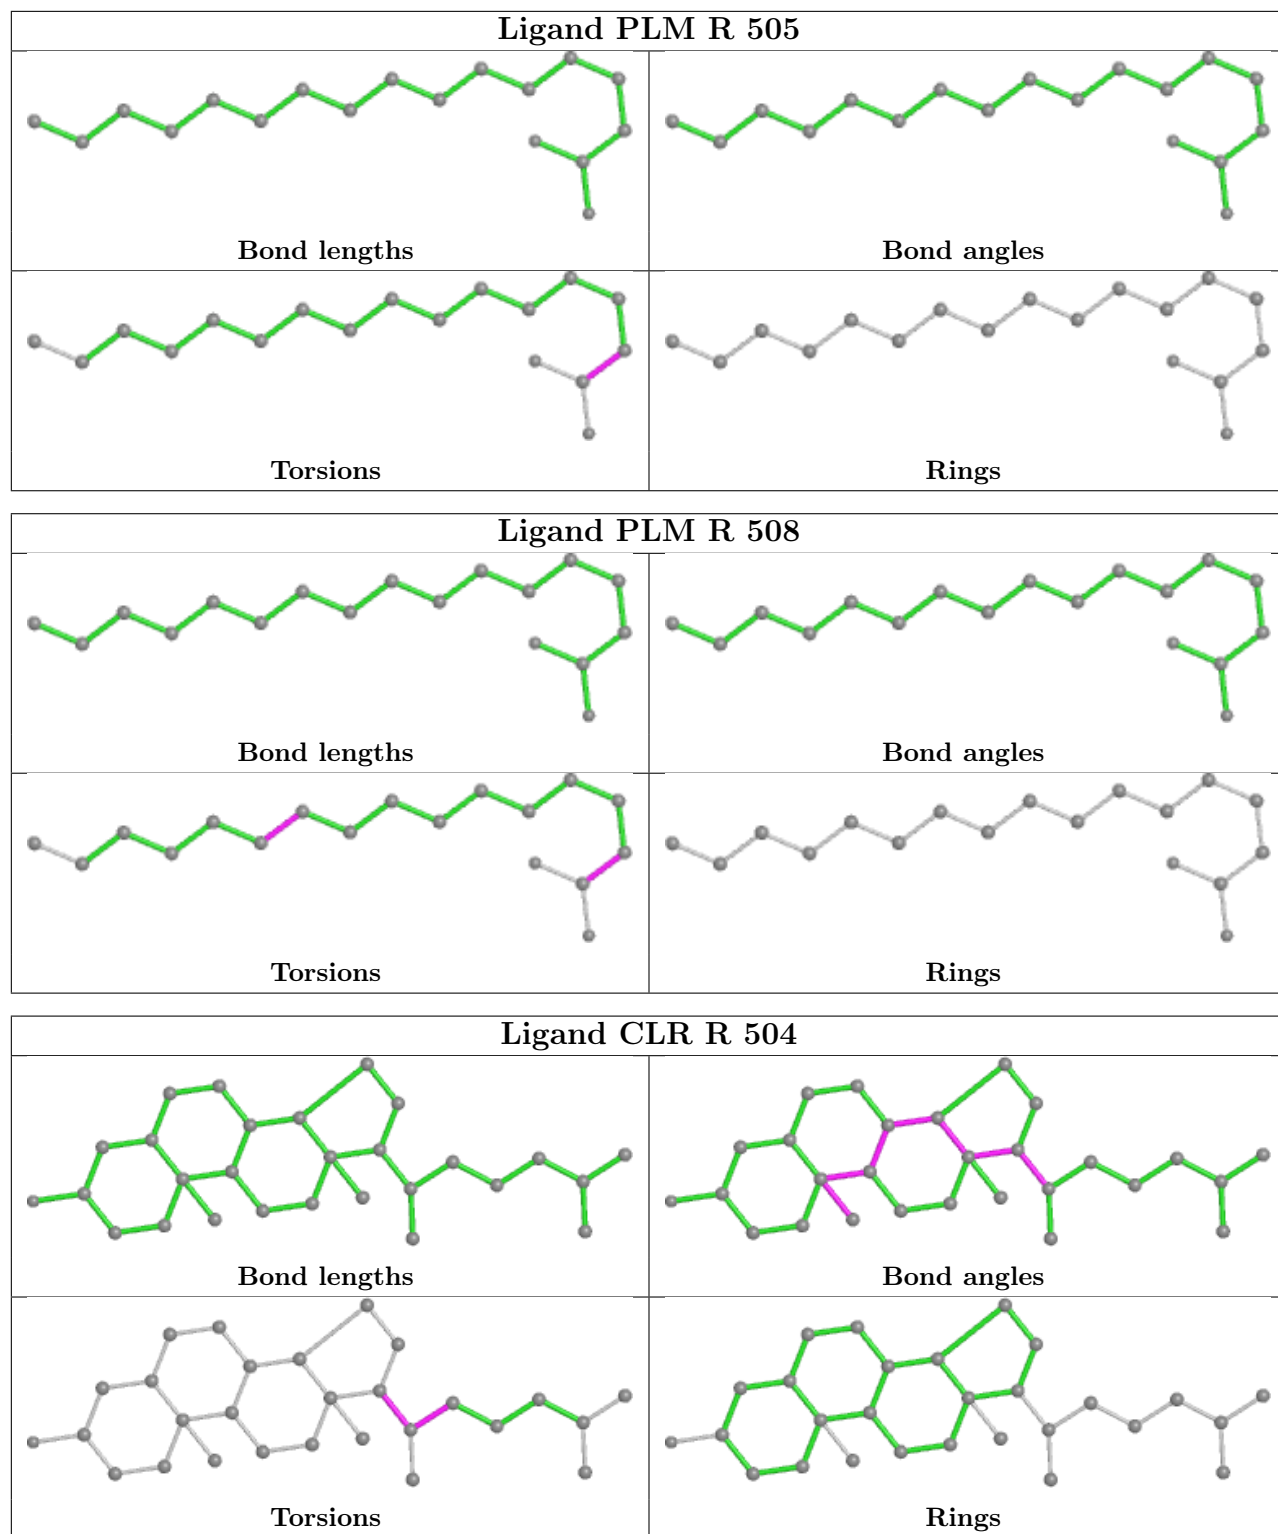 Ligand PLM R 505
Bond lengths
Bond angles
Torsions
Rings
Ligand PLM R 508
Bond lengths
Bond angles
Torsions
Rings
Ligand CLR R 504
Bond lengths
Bond angles
Torsions
Rings